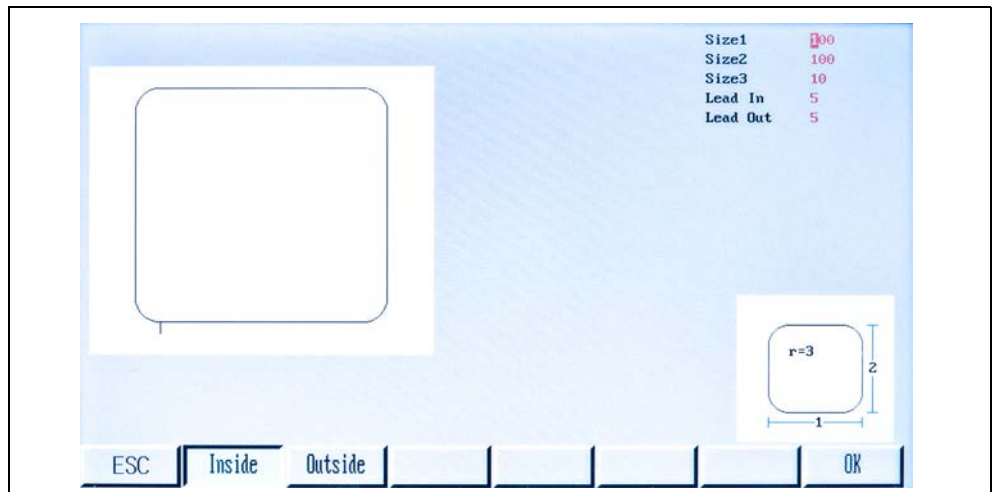 Size1 100
Size2 100
Size3 10
Lead In 5
Lead Out 5
r=3
2
1
ESC Inside Outside OK